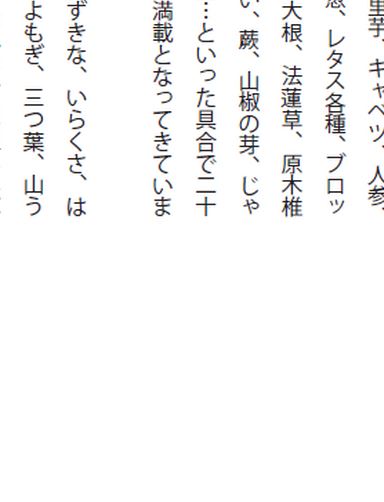 里芋、キャベツ、人参、
葱、レタス各種、ブロッ
大根、法蓮草、原木椎
い、蕨、山椒の芽、じゃ
…といった具合で二十
満載となってきていま
ずきな、いらくさ、は
よもぎ、三つ葉、山う